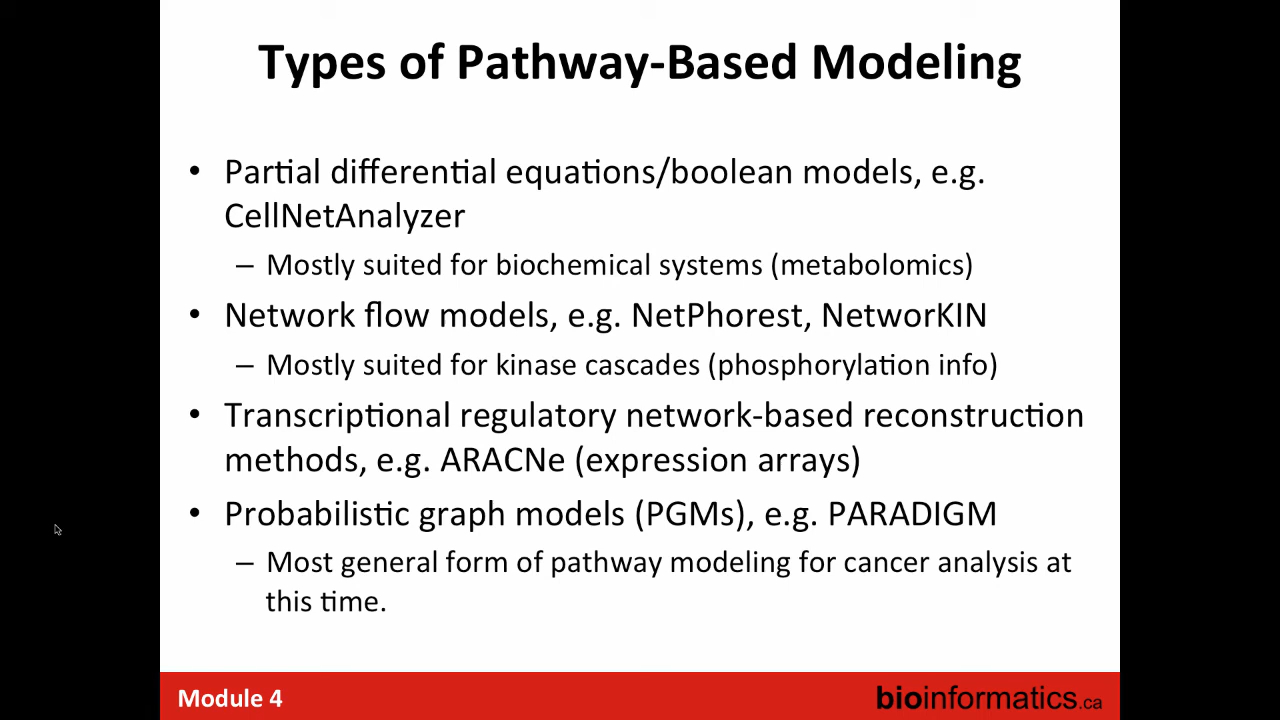 Types of Pathway-Based Modeling
• Partial differential equations/boolean models, e.g.
CellNetAnalyzer
– Mostly suited for biochemical systems (metabolomics)
• Network flow models, e.g. NetPhorest, NetworKIN
– Mostly suited for kinase cascades (phosphorylation info)
• Transcriptional regulatory network-based reconstruction
methods, e.g. ARACNe (expression arrays)
• Probabilistic graph models (PGMs), e.g. PARADIGM
– Most general form of pathway modeling for cancer analysis at
this time.
Module 4
bioinformatics.ca